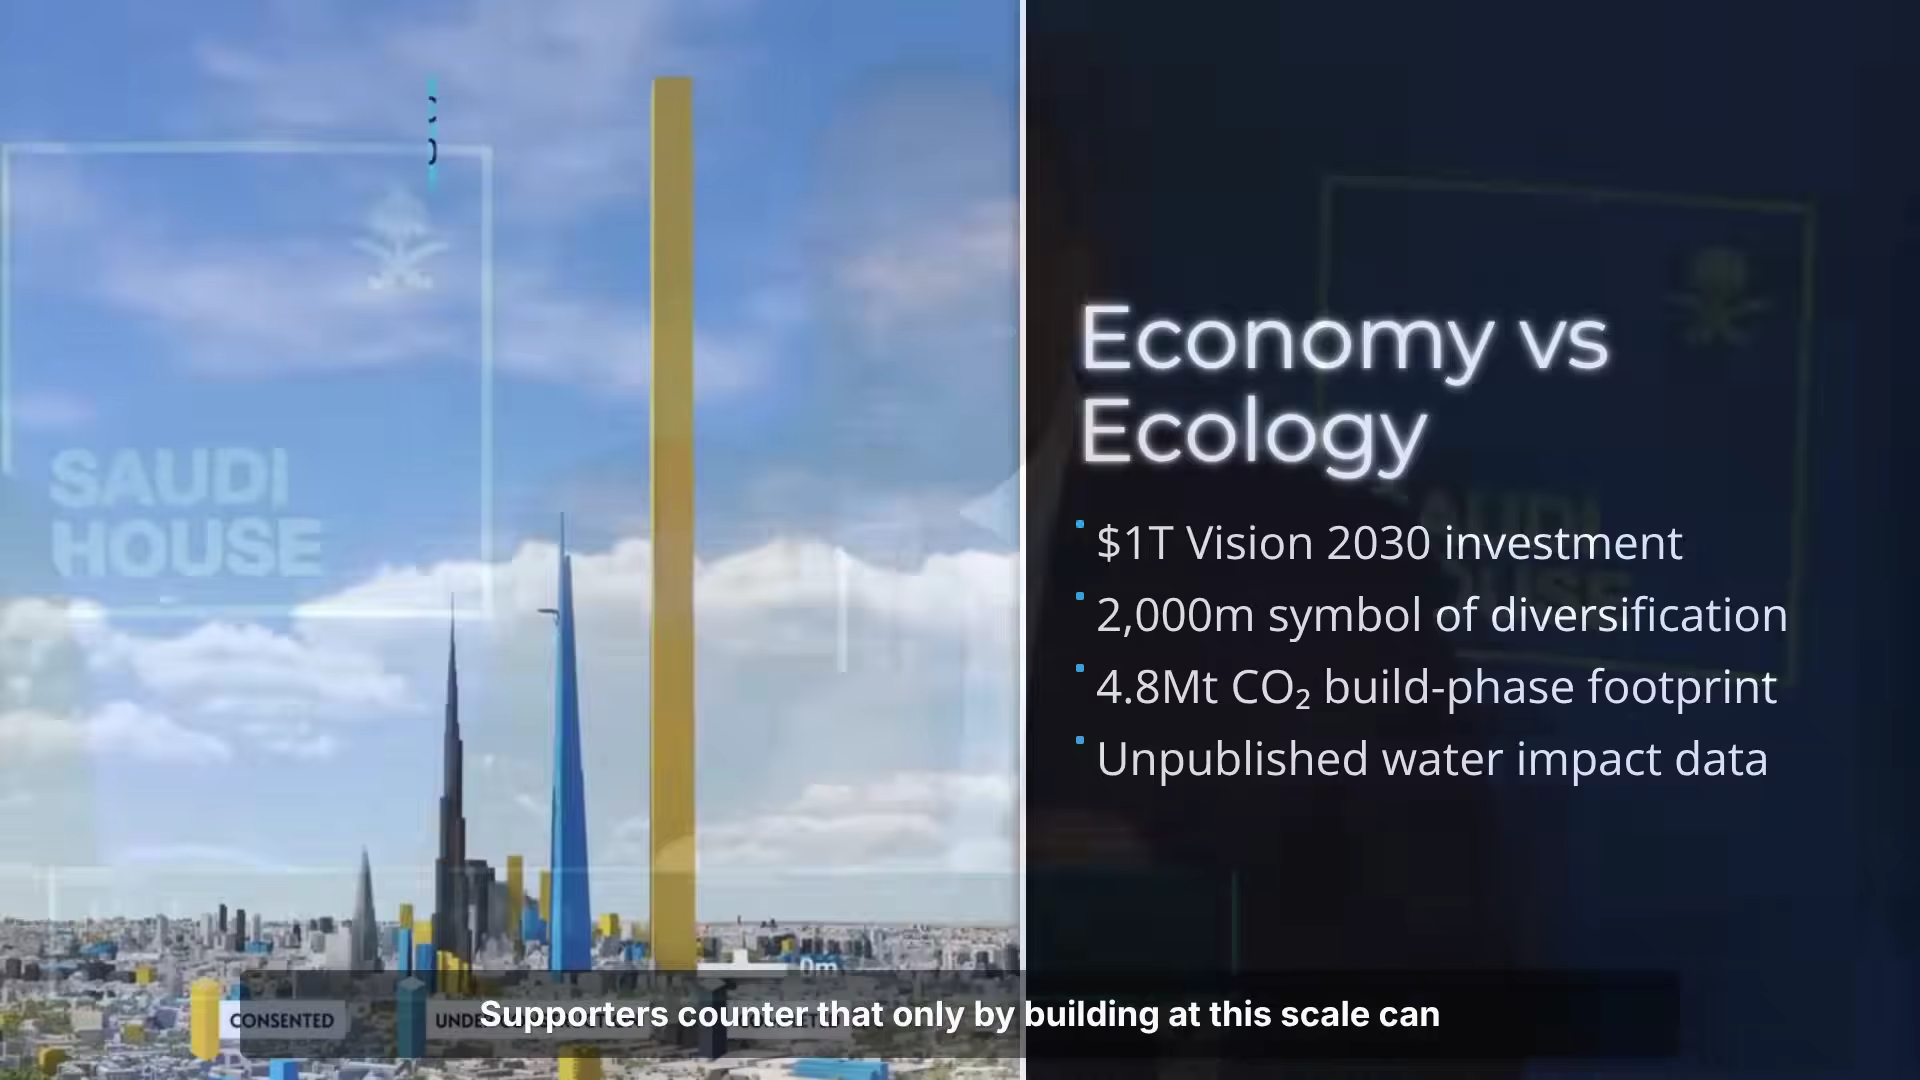 SAUDI
HOUSE
Economy vs
Ecology
$1T Vision 2030 investment
2,000m symbol of diversification
4.8Mt CO₂ build-phase footprint
Unpublished water impact data
0m
CONSENTED
Supporters counter that only by building at this scale can